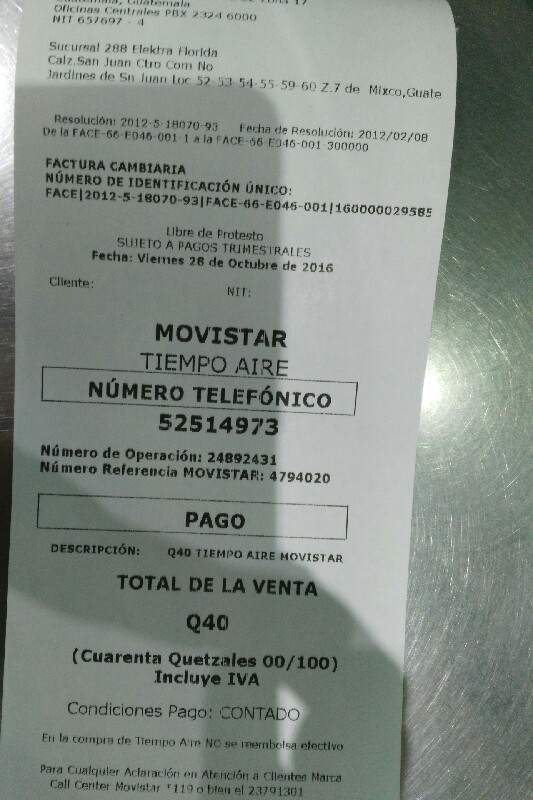 Guatemala, Guatemala
Oficinas Centrales PBX 2324 6000
NIT 657697 - 4
Sucursal 288 Elektra Florida
Calz.San Juan Ctro Com No
Jardines de Sn Juan Loc 52-53-54-55-59-60 Z.7 de Mixco,Guate
Resolución: 2012-5-18070-93 Fecha de Resolución: 2012/02/08
De la FACE-66-E046-001-1 a la FACE-66-E046-001-300000
FACTURA CAMBIARIA
NÚMERO DE IDENTIFICACIÓN ÚNICO:
FACE|2012-5-18070-93|FACE-66-E046-001|160000029585
Libre de Protesto
SUJETO A PAGOS TRIMESTRALES
Fecha: Viernes 28 de Octubre de 2016
Cliente: NIT:
MOVISTAR
TIEMPO AIRE
NÚMERO TELEFÓNICO
52514973
Número de Operación: 24892431
Número Referencia MOVISTAR: 4794020
PAGO
DESCRIPCIÓN: Q40 TIEMPO AIRE MOVISTAR
TOTAL DE LA VENTA
Q40
(Cuarenta Quetzales 00/100)
Incluye IVA
Condiciones Pago: CONTADO
En la compra de Tiempo Aire NO se reembolsa efectivo
Para Cualquier Aclaración en Atención a Clientes Marca
Call Center Movistar *119 o bien el 23791301